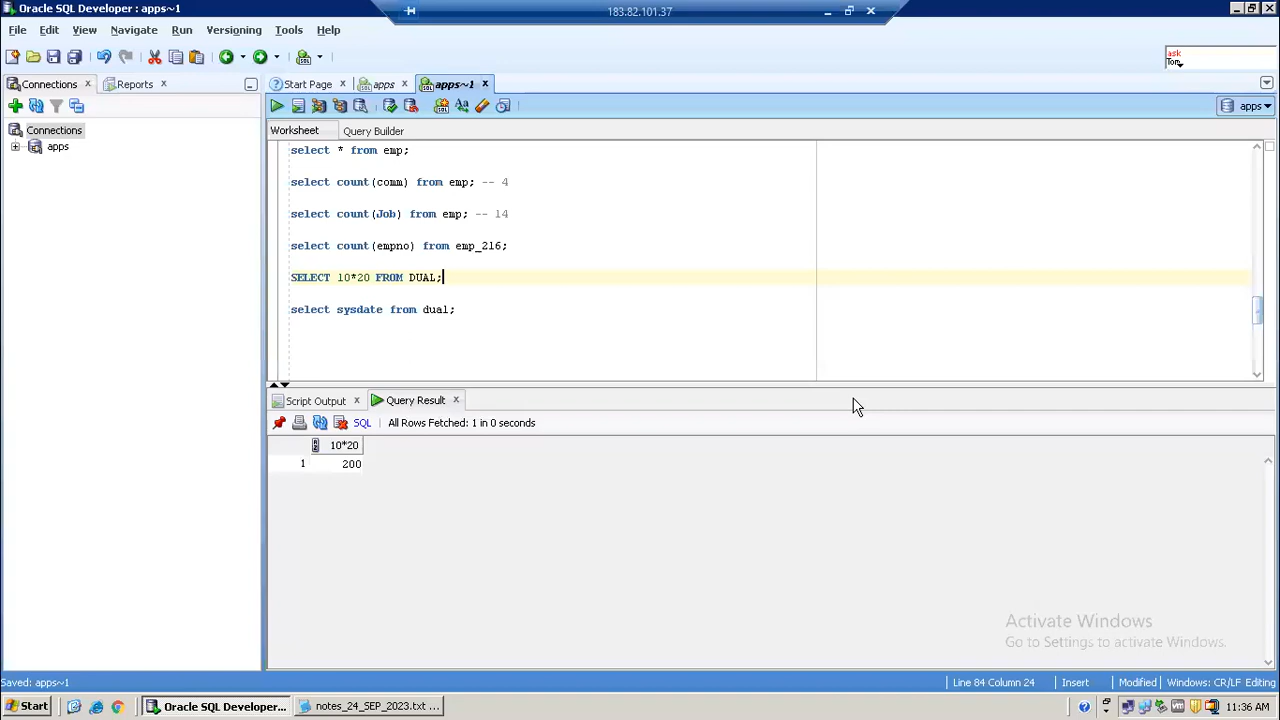 Oracle SQL Developer : apps~1
183.82.101.37
File Edit View Navigate Run Versioning Tools Help
ask
Tom
Connections Reports Start Page apps apps~1
apps
Worksheet Query Builder
Connections
apps
select * from emp;
select count(comm) from emp; -- 4
select count(Job) from emp; -- 14
select count(empno) from emp_216;
SELECT 10*20 FROM DUAL;
select sysdate from dual;
Script Output Query Result
SQL All Rows Fetched: 1 in 0 seconds
10*20
1 200
Activate Windows
Go to Settings to activate Windows.
Saved: apps~1 Line 84 Column 24 Insert Modified Windows: CR/LF Editing
Start Oracle SQL Developer... notes_24_SEP_2023.txt ... 11:36 AM